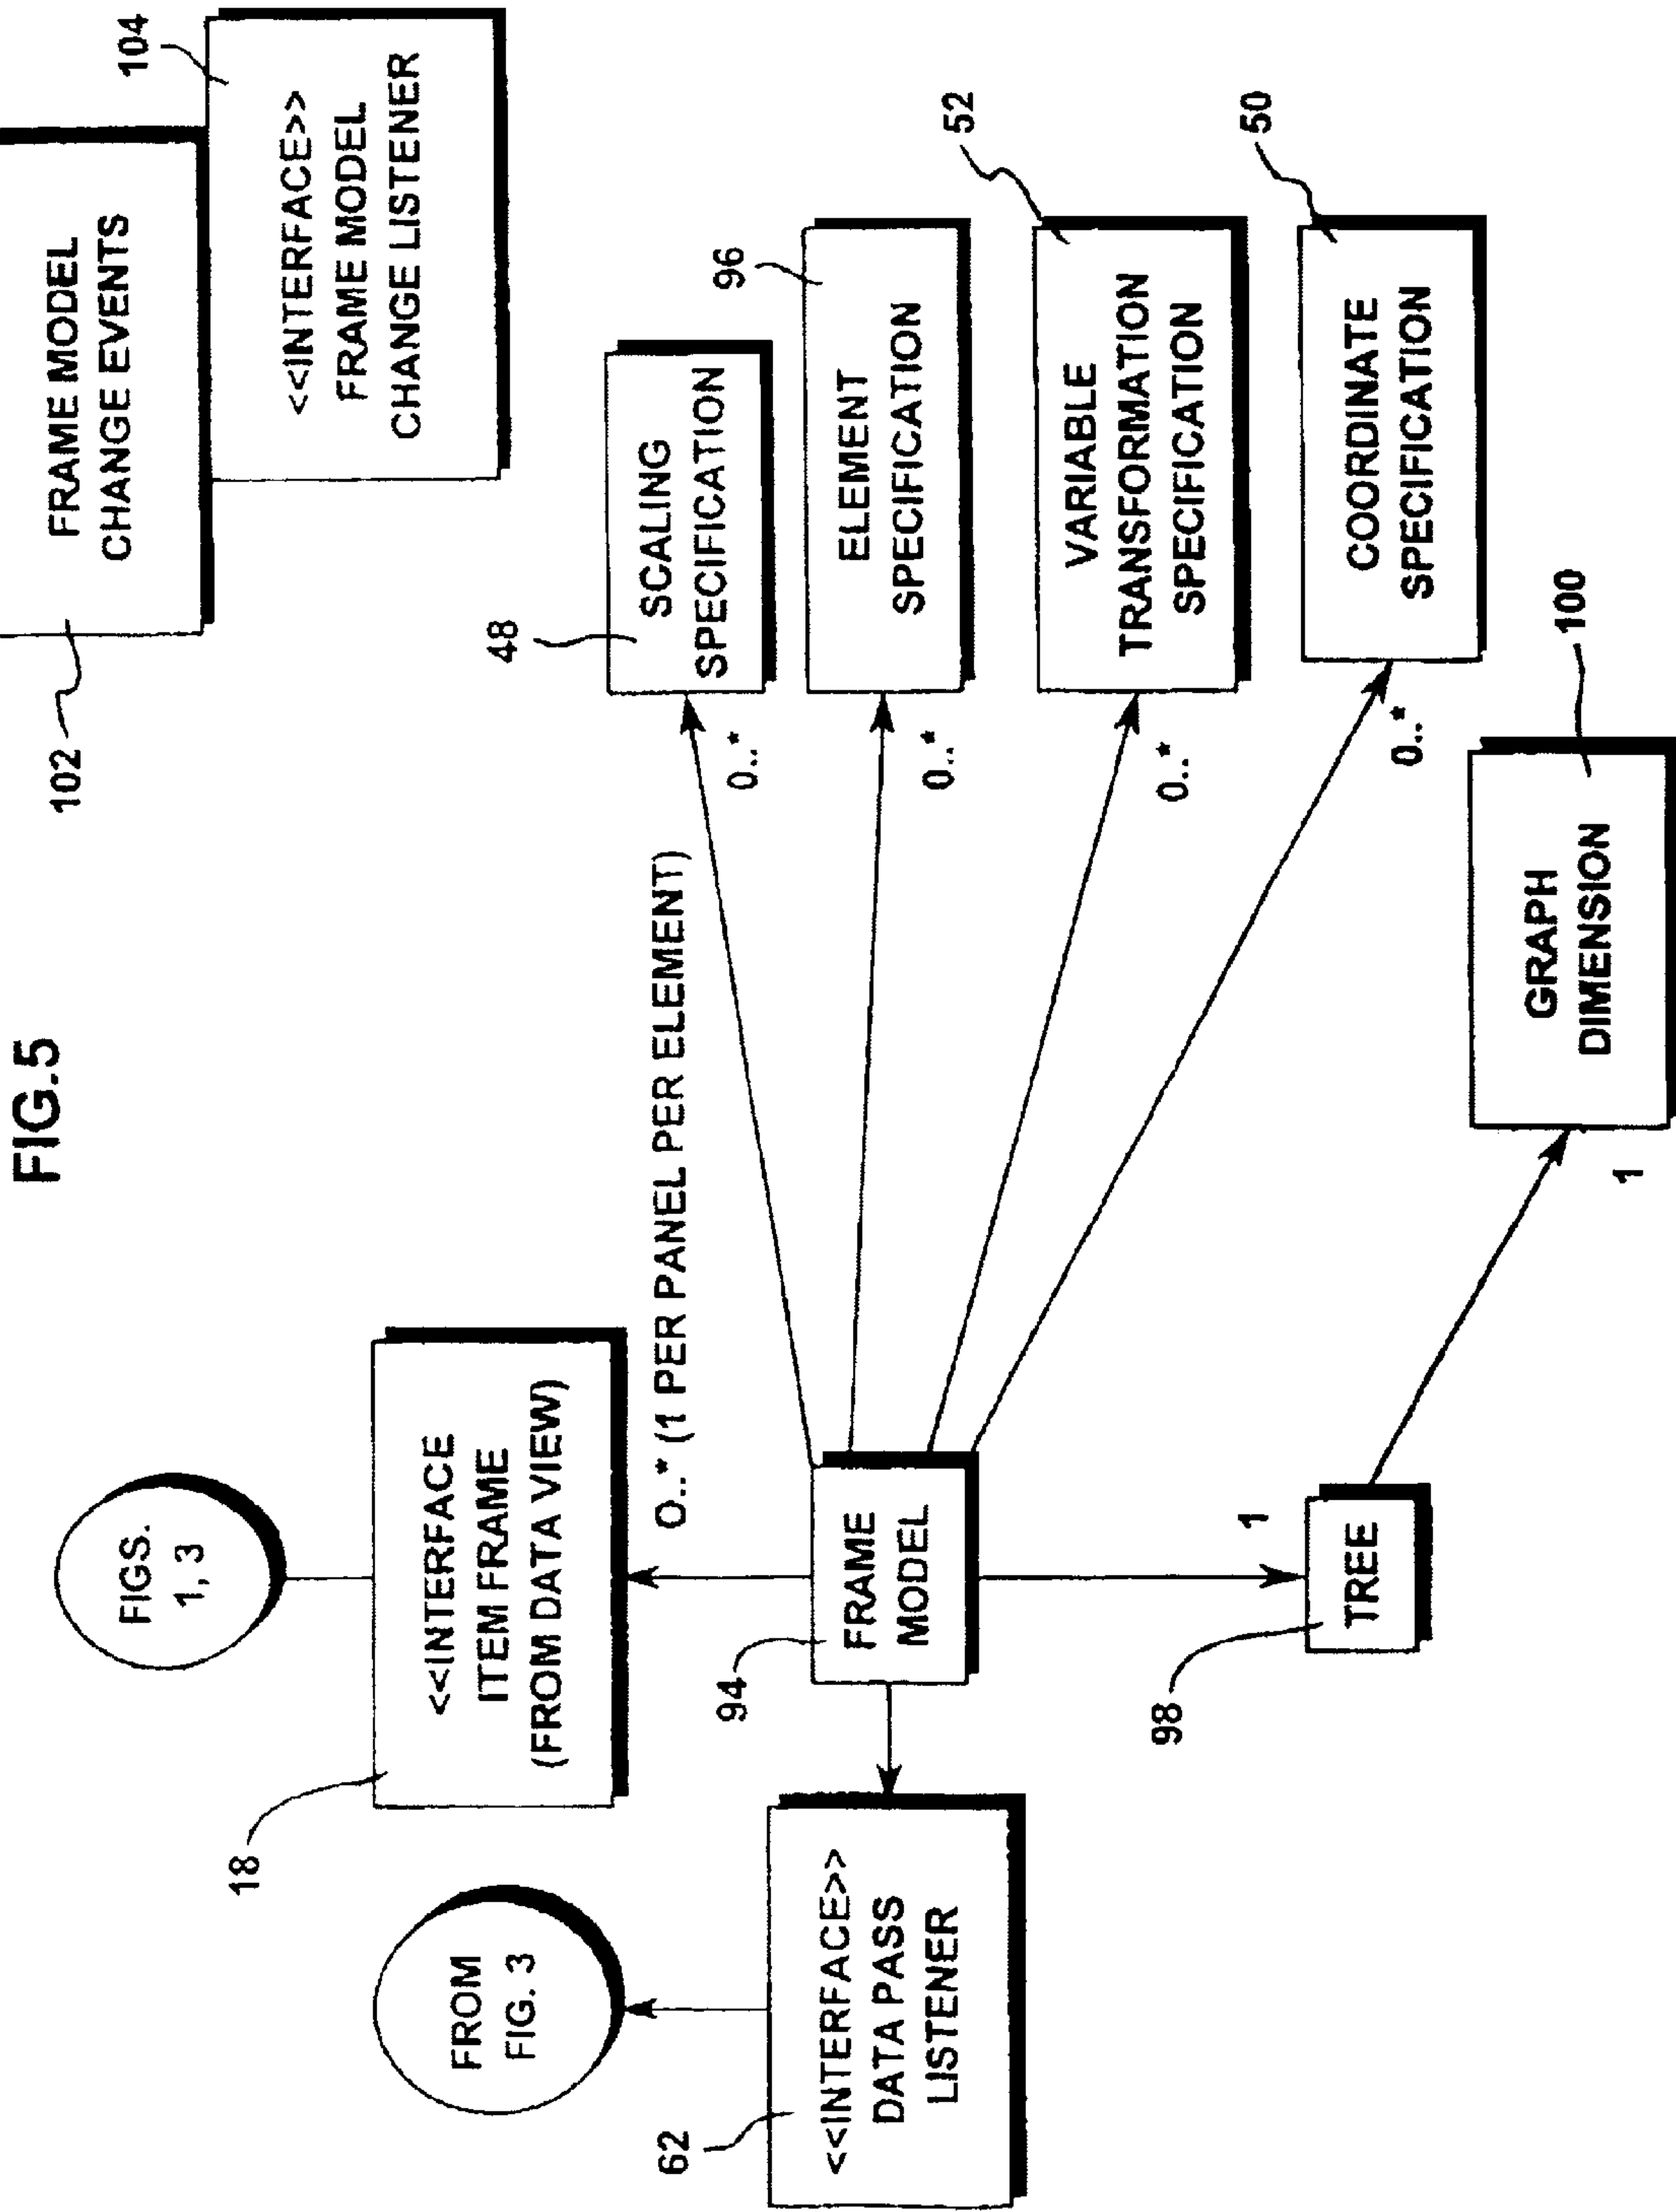 FIG.5
FIGS.
1, 3
18
<<INTERFACE
ITEM FRAME
(FROM DATA VIEW)
FROM
FIG. 3
62
<<INTERFACE>>
DATA PASS
LISTENER
94
FRAME
MODEL
O..* (1 PER PANEL PER ELEMENT)
98
TREE
1
GRAPH
DIMENSION
100
1
102
FRAME MODEL
CHANGE EVENTS
104
<<INTERFACE>>
FRAME MODEL
CHANGE LISTENER
48
SCALING
SPECIFICATION
0..*
96
ELEMENT
SPECIFICATION
0..*
52
VARIABLE
TRANSFORMATION
SPECIFICATION
0..*
50
COORDINATE
SPECIFICATION
0..*